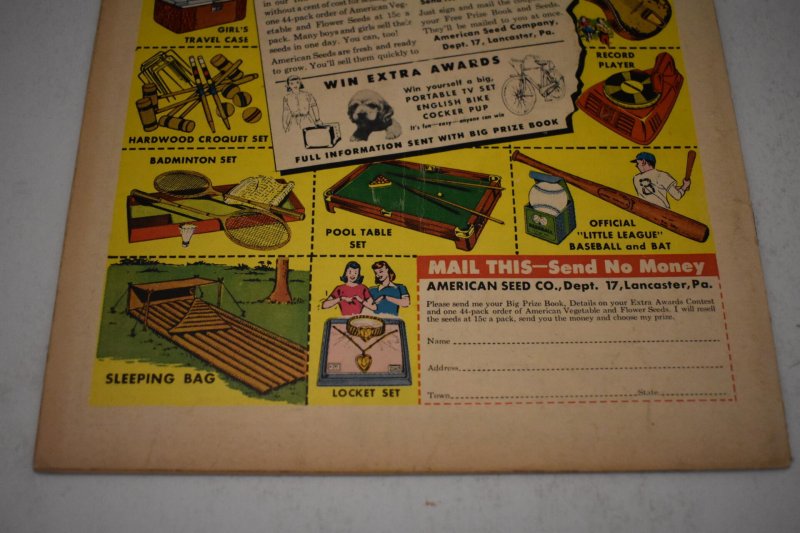 GIRL'S
TRAVEL CASE
without a cent of cost for seeds
one 44-pack order of American Veg-
etable and Flower Seeds at 15c a
pack. Many boys and girls sell their
seeds in one day. You can, too!
American Seeds are fresh and ready
to grow. You'll sell them quickly to
Just sign and mail the coupon
your Free Prize Book and Seeds.
They'll be mailed to you at once.
American Seed Company,
Dept. 17, Lancaster, Pa.
WIN EXTRA AWARDS
Win yourself a big,
PORTABLE TV SET
ENGLISH BIKE
COCKER PUP
It's fun—easy—anyone can win
FULL INFORMATION SENT WITH BIG PRIZE BOOK
RECORD
PLAYER
HARDWOOD CROQUET SET
BADMINTON SET
POOL TABLE
SET
OFFICIAL
"LITTLE LEAGUE"
BASEBALL and BAT
SLEEPING BAG
LOCKET SET
MAIL THIS—Send No Money
AMERICAN SEED CO., Dept. 17, Lancaster, Pa.
Please send me your Big Prize Book, Details on your Extra Awards Contest
and one 44-pack order of American Vegetable and Flower Seeds. I will resell
the seeds at 15c a pack, send you the money and choose my prize.
Name
Address
Town State